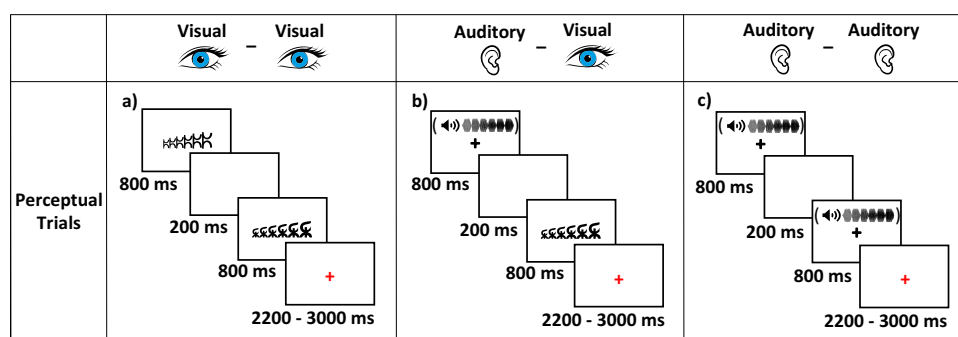 Visual – Visual
Auditory – Visual
Auditory – Auditory
Perceptual
Trials
a)
800 ms
200 ms
800 ms
+
2200 - 3000 ms
b)
( )
+
800 ms
200 ms
800 ms
+
2200 - 3000 ms
c)
( )
+
800 ms
200 ms
( )
+
800 ms
+
2200 - 3000 ms